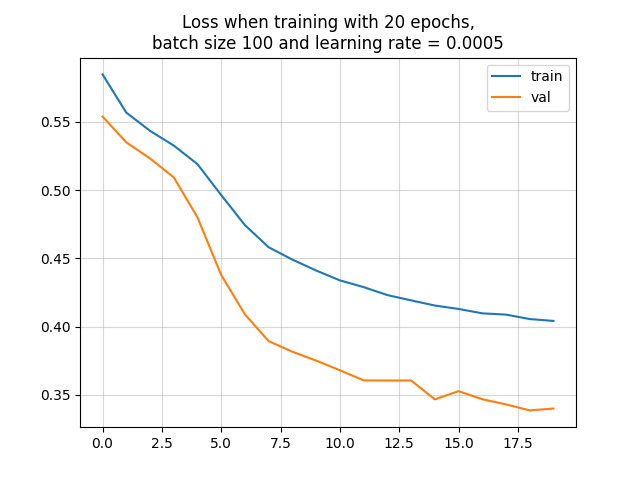 Loss when training with 20 epochs,
batch size 100 and learning rate = 0.0005
train
val
0.55
0.50
0.45
0.40
0.35
0.0 2.5 5.0 7.5 10.0 12.5 15.0 17.5